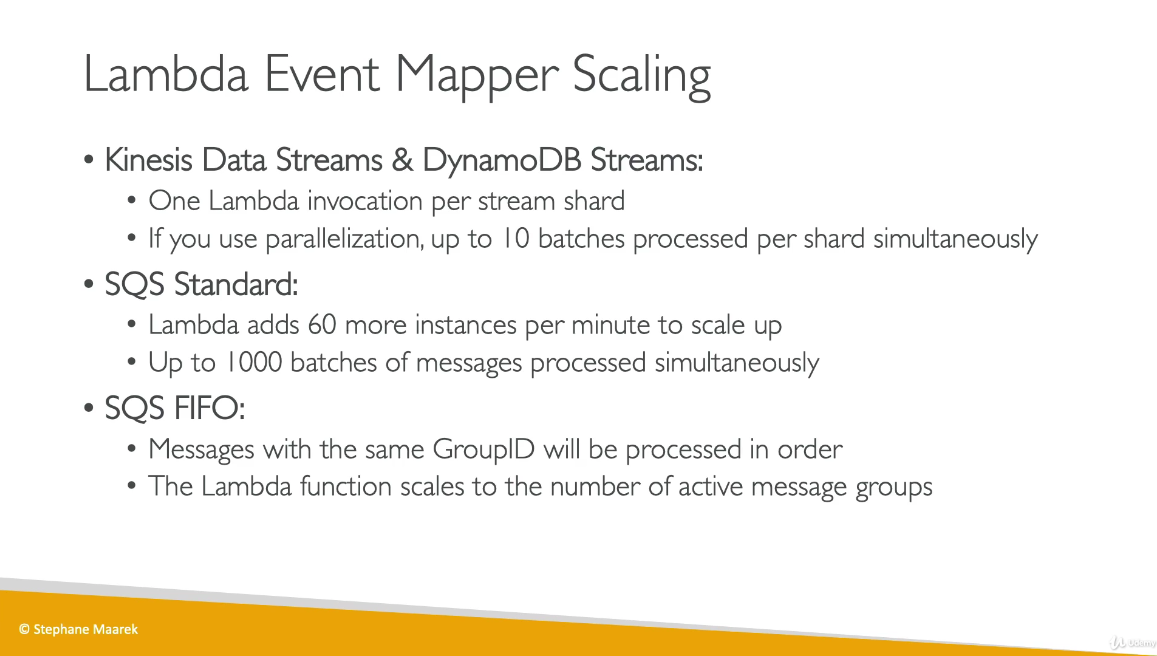 Lambda Event Mapper Scaling
• Kinesis Data Streams & DynamoDB Streams:
• One Lambda invocation per stream shard
• If you use parallelization, up to 10 batches processed per shard simultaneously
• SQS Standard:
• Lambda adds 60 more instances per minute to scale up
• Up to 1000 batches of messages processed simultaneously
• SQS FIFO:
• Messages with the same GroupID will be processed in order
• The Lambda function scales to the number of active message groups
© Stephane Maarek
Udemy